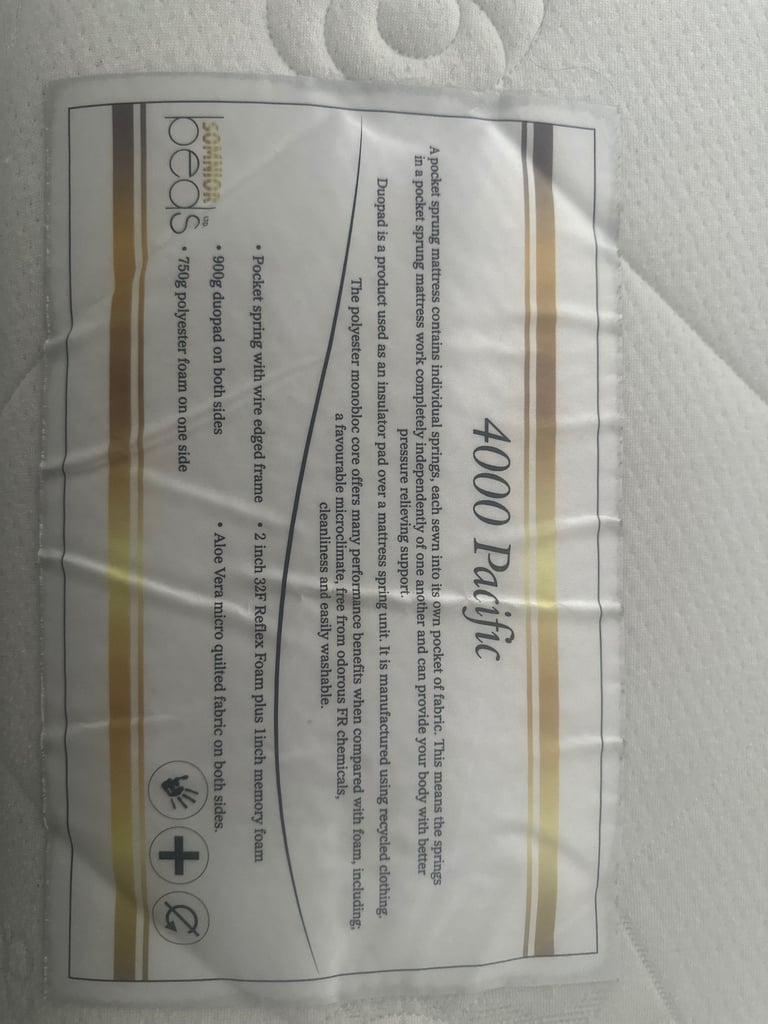 4000 Pacific
A pocket sprung mattress contains individual springs, each sewn into its own pocket of fabric. This means the springs
in a pocket sprung mattress work completely independently of one another and can provide your body with better
pressure relieving support.
Duopad is a product used as an insulator pad over a mattress spring unit. It is manufactured using recycled clothing.
The polyester monobloc core offers many performance benefits when compared with foam, including;
a favourable microclimate, free from odorous FR chemicals,
cleanliness and easily washable.
• Pocket spring with wire edged frame
• 900g duopad on both sides
• 750g polyester foam on one side
• 2 inch 32F Reflex Foam plus 1inch memory foam
• Aloe Vera micro quilted fabric on both sides.
SOMNIOR
beds